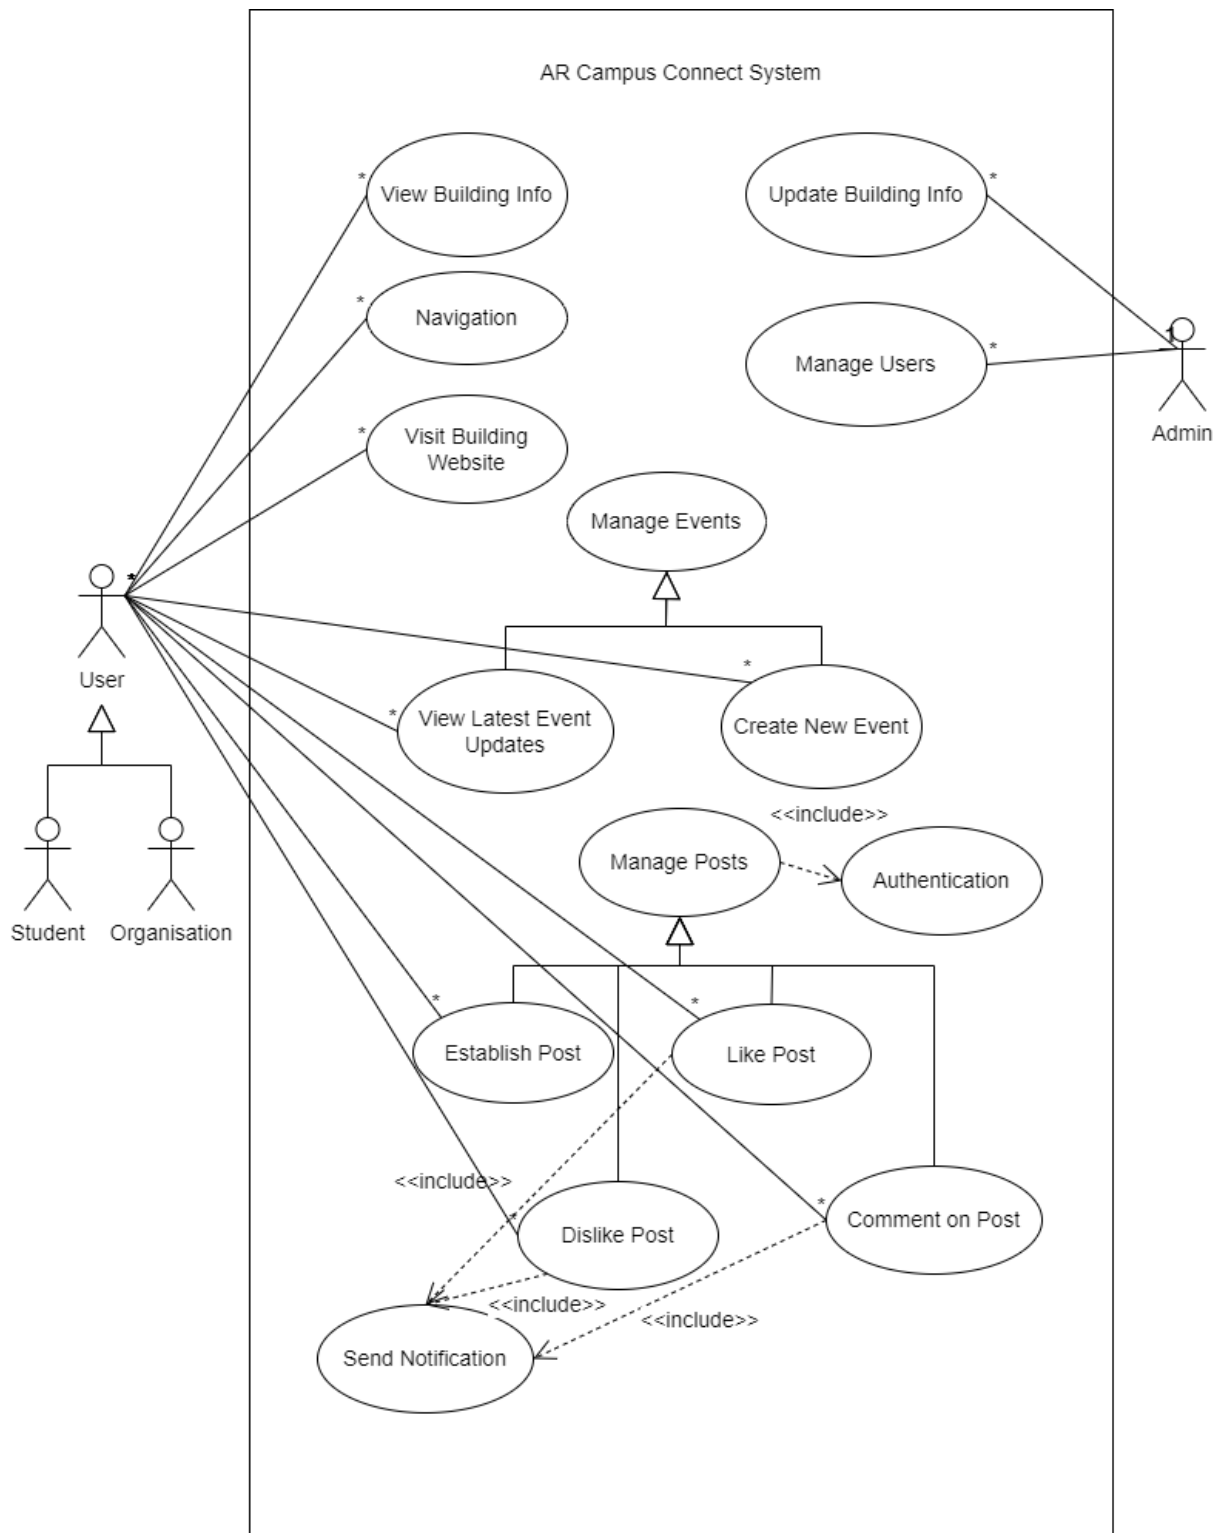 AR Campus Connect System
*
View Building Info
*
Update Building Info
*
Navigation
*
Manage Users
1
Admin
*
Visit Building
Website
Manage Events
*
User
*
View Latest Event
Updates
*
Create New Event
<<include>>
Manage Posts
Authentication
Student
Organisation
*
Establish Post
*
Like Post
<<include>>
*
Dislike Post
*
Comment on Post
<<include>>
<<include>>
Send Notification